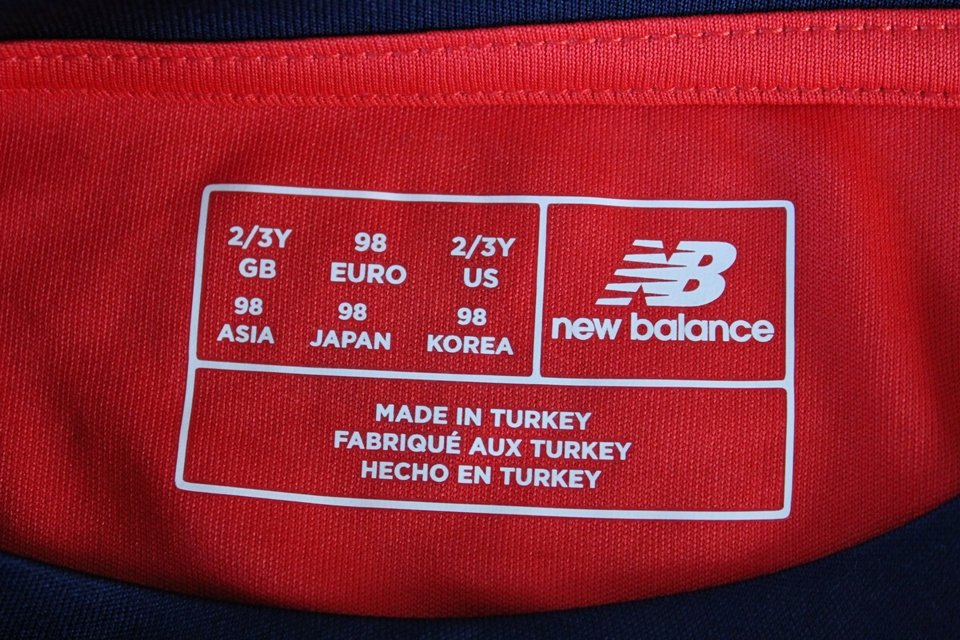 2/3Y 98 2/3Y
GB EURO US
98 98 98
ASIA JAPAN KOREA
NB
new balance
MADE IN TURKEY
FABRIQUÉ AUX TURKEY
HECHO EN TURKEY